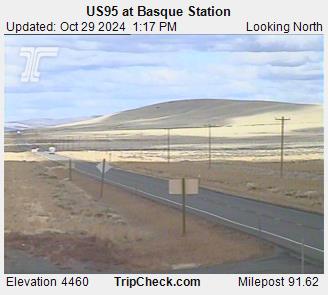 US95 at Basque Station
Updated: Oct 29 2024 1:17 PM Looking North
Elevation 4460 TripCheck.com Milepost 91.62